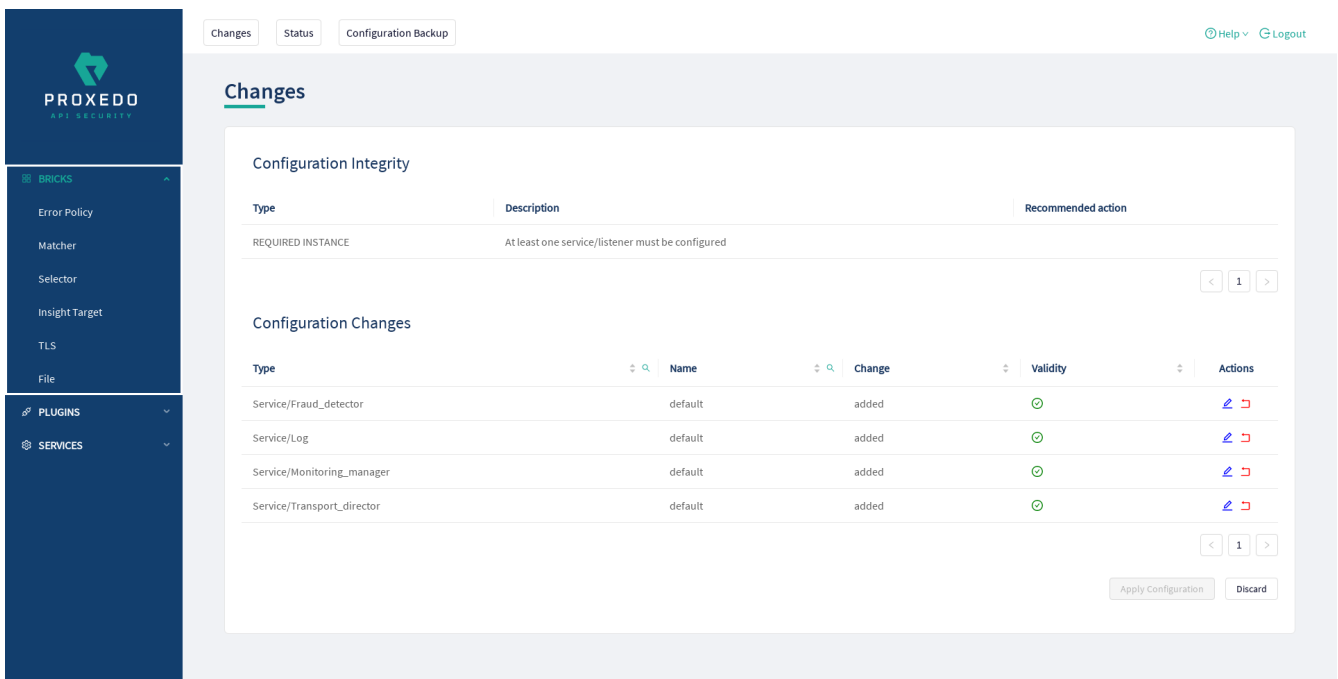 PROXEDO
API SECURITY
BRICKS
Error Policy
Matcher
Selector
Insight Target
TLS
File
PLUGINS
SERVICES
Changes Status Configuration Backup Help Logout
Changes
Configuration Integrity
Type Description Recommended action
REQUIRED INSTANCE At least one service/listener must be configured
< 1 >
Configuration Changes
Type Name Change Validity Actions
Service/Fraud_detector default added
Service/Log default added
Service/Monitoring_manager default added
Service/Transport_director default added
< 1 >
Apply Configuration Discard